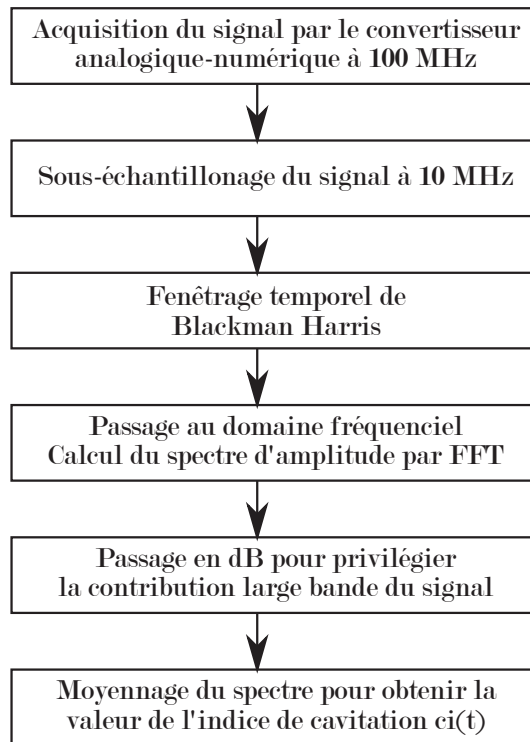 Acquisition du signal par le convertisseur
analogique-numérique à 100 MHz
Sous-échantillonage du signal à 10 MHz
Fenêtrage temporel de
Blackman Harris
Passage au domaine fréquenciel
Calcul du spectre d'amplitude par FFT
Passage en dB pour privilégier
la contribution large bande du signal
Moyennage du spectre pour obtenir la
valeur de l'indice de cavitation ci(t)